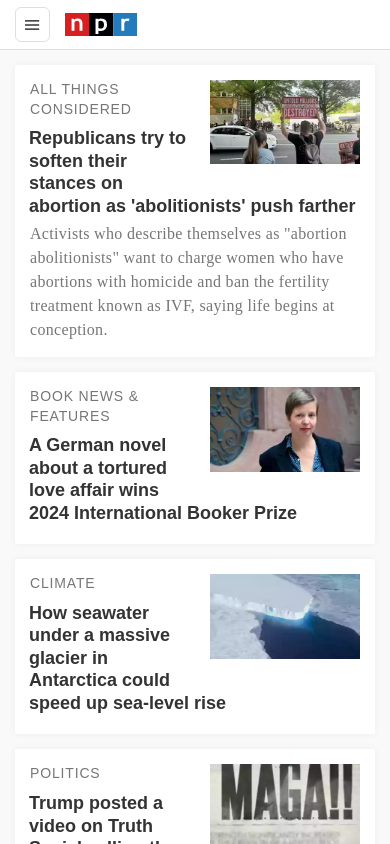 npr
ALL THINGS
CONSIDERED
Republicans try to
soften their
stances on
abortion as 'abolitionists' push farther
Activists who describe themselves as "abortion
abolitionists" want to charge women who have
abortions with homicide and ban the fertility
treatment known as IVF, saying life begins at
conception.
DESTROYED
BOOK NEWS &
FEATURES
A German novel
about a tortured
love affair wins
2024 International Booker Prize
CLIMATE
How seawater
under a massive
glacier in
Antarctica could
speed up sea-level rise
POLITICS
Trump posted a
video on Truth
MAGA!!